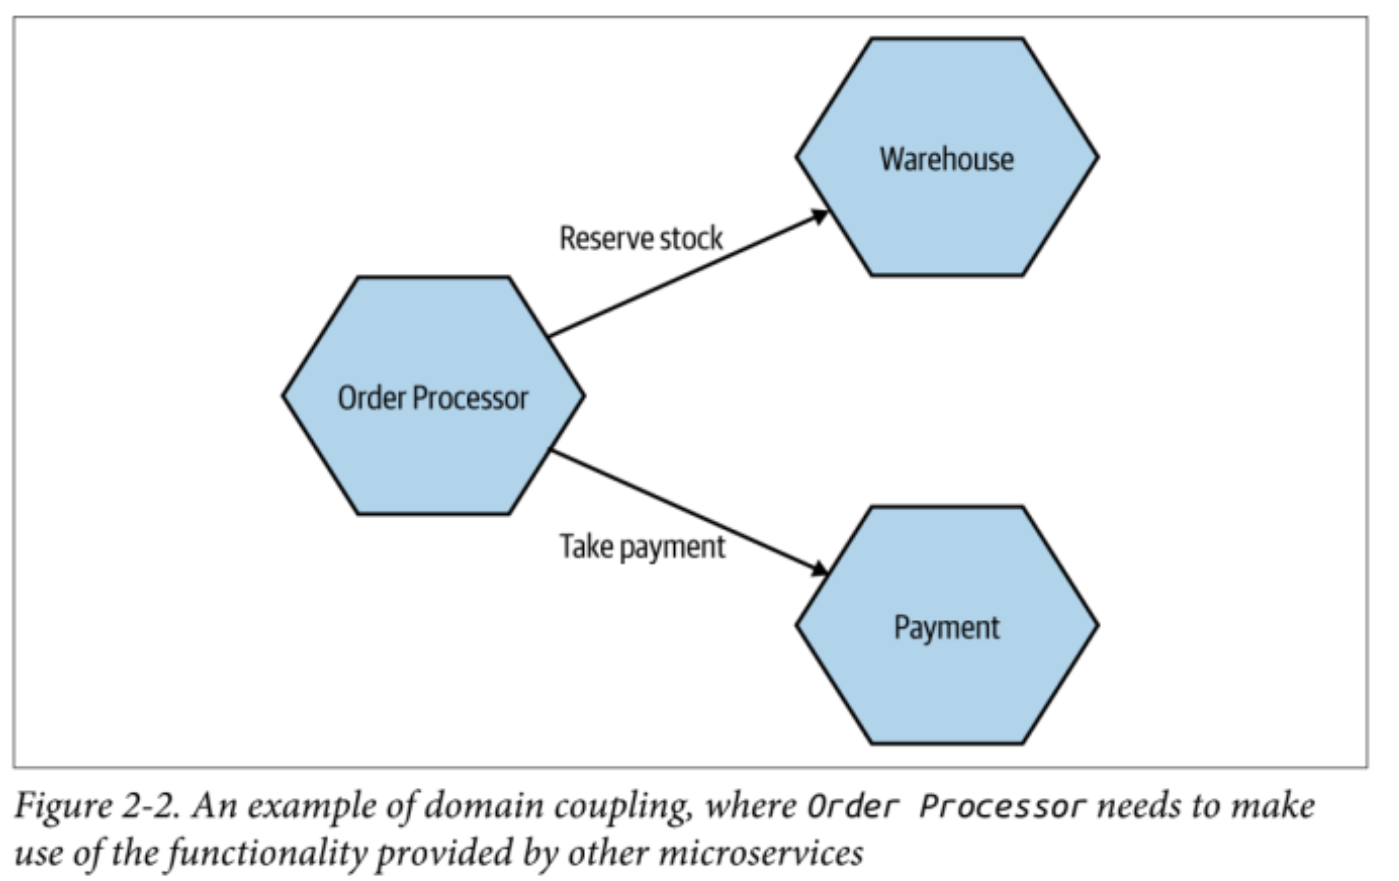 Warehouse
Reserve stock
Order Processor
Take payment
Payment
Figure 2-2. An example of domain coupling, where Order Processor needs to make
use of the functionality provided by other microservices